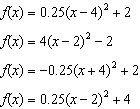 f(x) = 0.25(x − 4)² + 2
f(x) = 4(x − 2)² − 2
f(x) = −0.25(x + 4)² + 2
f(x) = 0.25(x − 2)² + 4